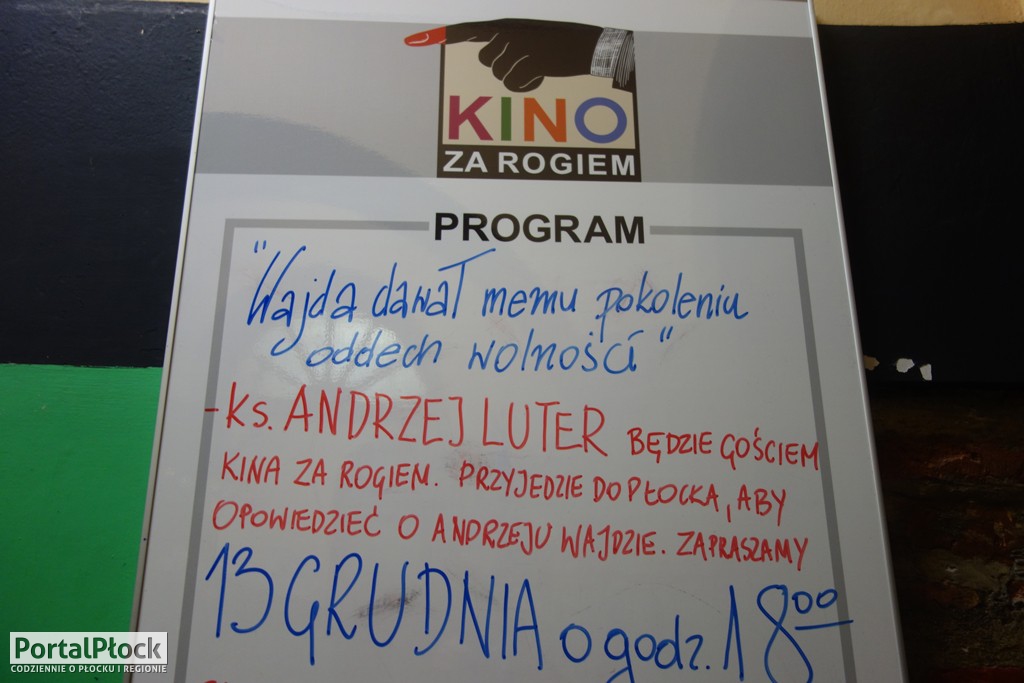 KINO
ZA ROGIEM
PROGRAM
"Wajda dawał memu pokoleniu
oddech wolności"
-ks. ANDRZEJ LUTER BĘDZIE GOŚCIEM
KINA ZA ROGIEM. PRZYJEDZIE DO PŁOCKA, ABY
OPOWIEDZIEĆ O ANDRZEJU WAJDZIE. ZAPRASZAMY
13 GRUDNIA o godz. 18⁰⁰
PortalPłock
CODZIENNIE O PŁOCKU I REGIONIE